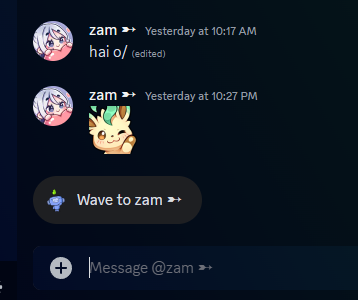 zam ➳ Yesterday at 10:17 AM
hai o/ (edited)
zam ➳ Yesterday at 10:27 PM
Wave to zam ➳
Message @zam ➳